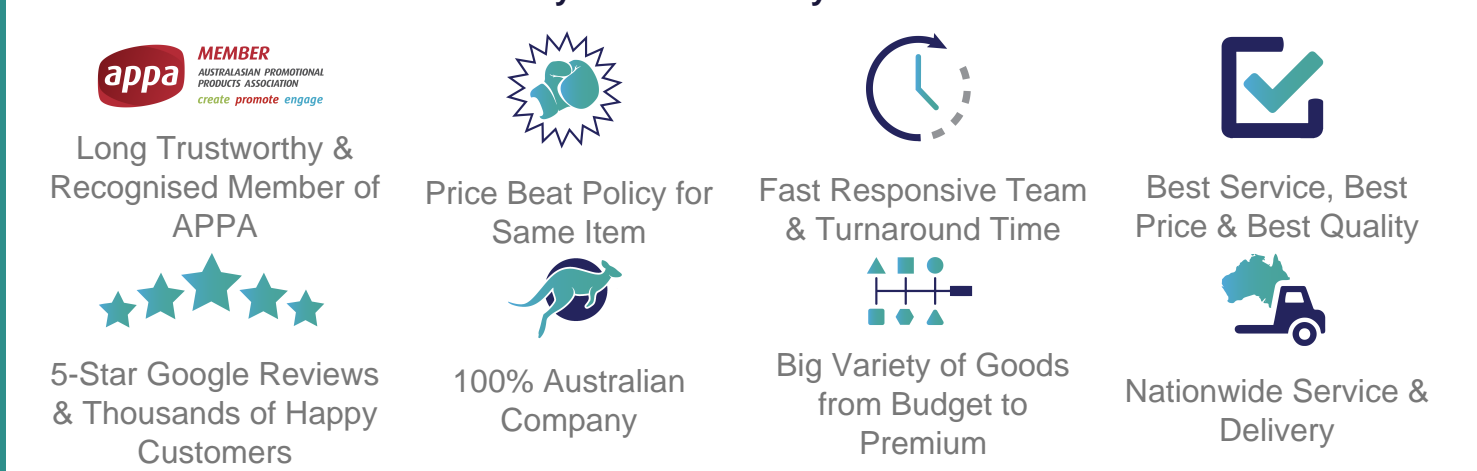 appa
MEMBER
AUSTRALASIAN PROMOTIONAL
PRODUCTS ASSOCIATION
create promote engage
Long Trustworthy &
Recognised Member of
APPA
Price Beat Policy for
Same Item
Fast Responsive Team
& Turnaround Time
Best Service, Best
Price & Best Quality
5-Star Google Reviews
& Thousands of Happy
Customers
100% Australian
Company
Big Variety of Goods
from Budget to
Premium
Nationwide Service &
Delivery